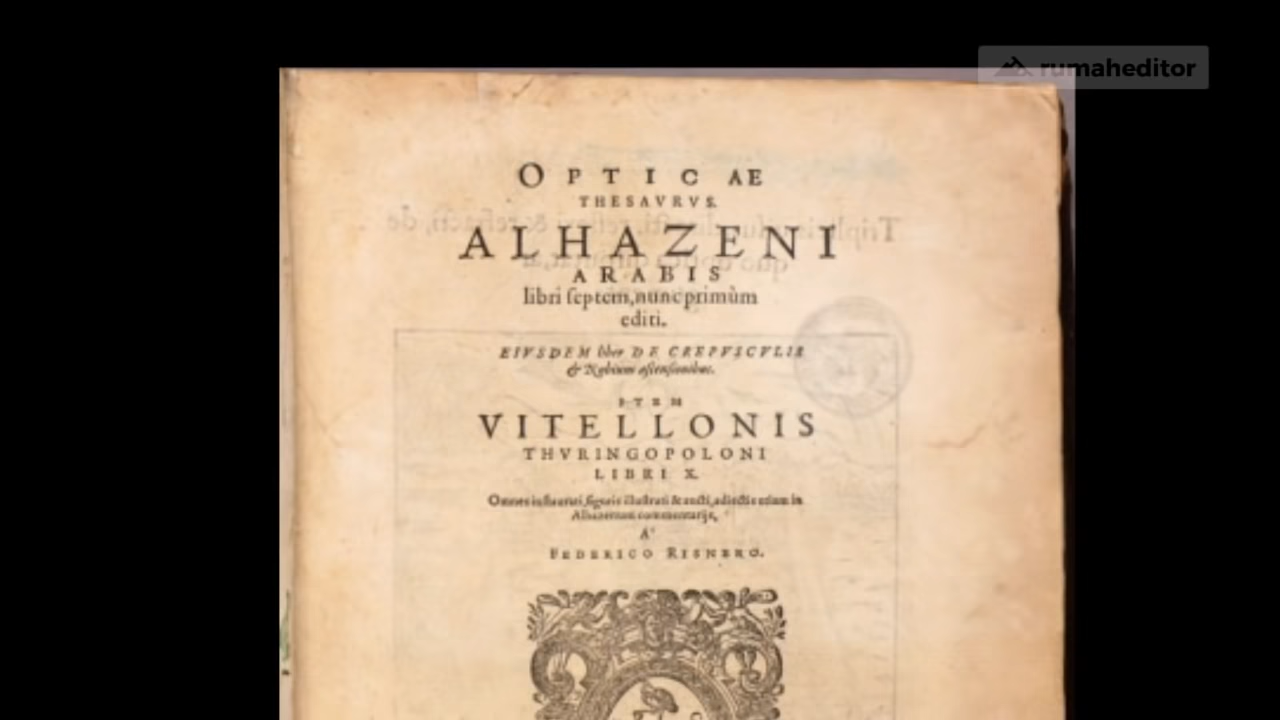 rumaheditor
OPTICAE
THESAVRVS.
ALHAZENI
ARABIS
libri ſeptem, nunc primùm
editi.
EIVSDEM liber DE CREPVSCVLIS
& Nubium aſcenſionibus.
ITEM
VITELLONIS
THVRINGOPOLONI
LIBRI X.
Omnes inſtaurati, figuris illuſtrati & aucti, adiectis etiam in
Alhazenum commentarijs,
A'
FEDERICO RISNERO.